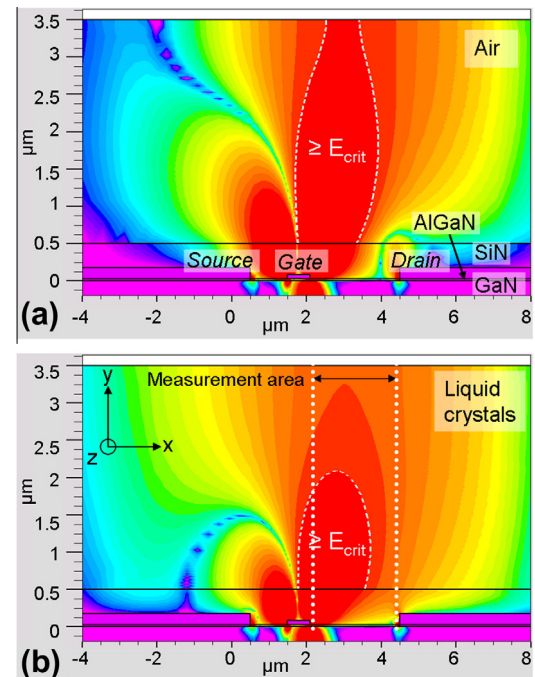 3.5
3
2.5
2
1.5
1
0.5
0
µm
Air
≥ Ecrit
AlGaN
Source Gate Drain SiN
GaN
(a)
-4 -2 0 2 4 6 8
µm
3.5
3
2.5
2
1.5
1
0.5
0
µm
y
x
z
Measurement area
Liquid
crystals
≥ Ecrit
(b)
-4 -2 0 2 4 6 8
µm